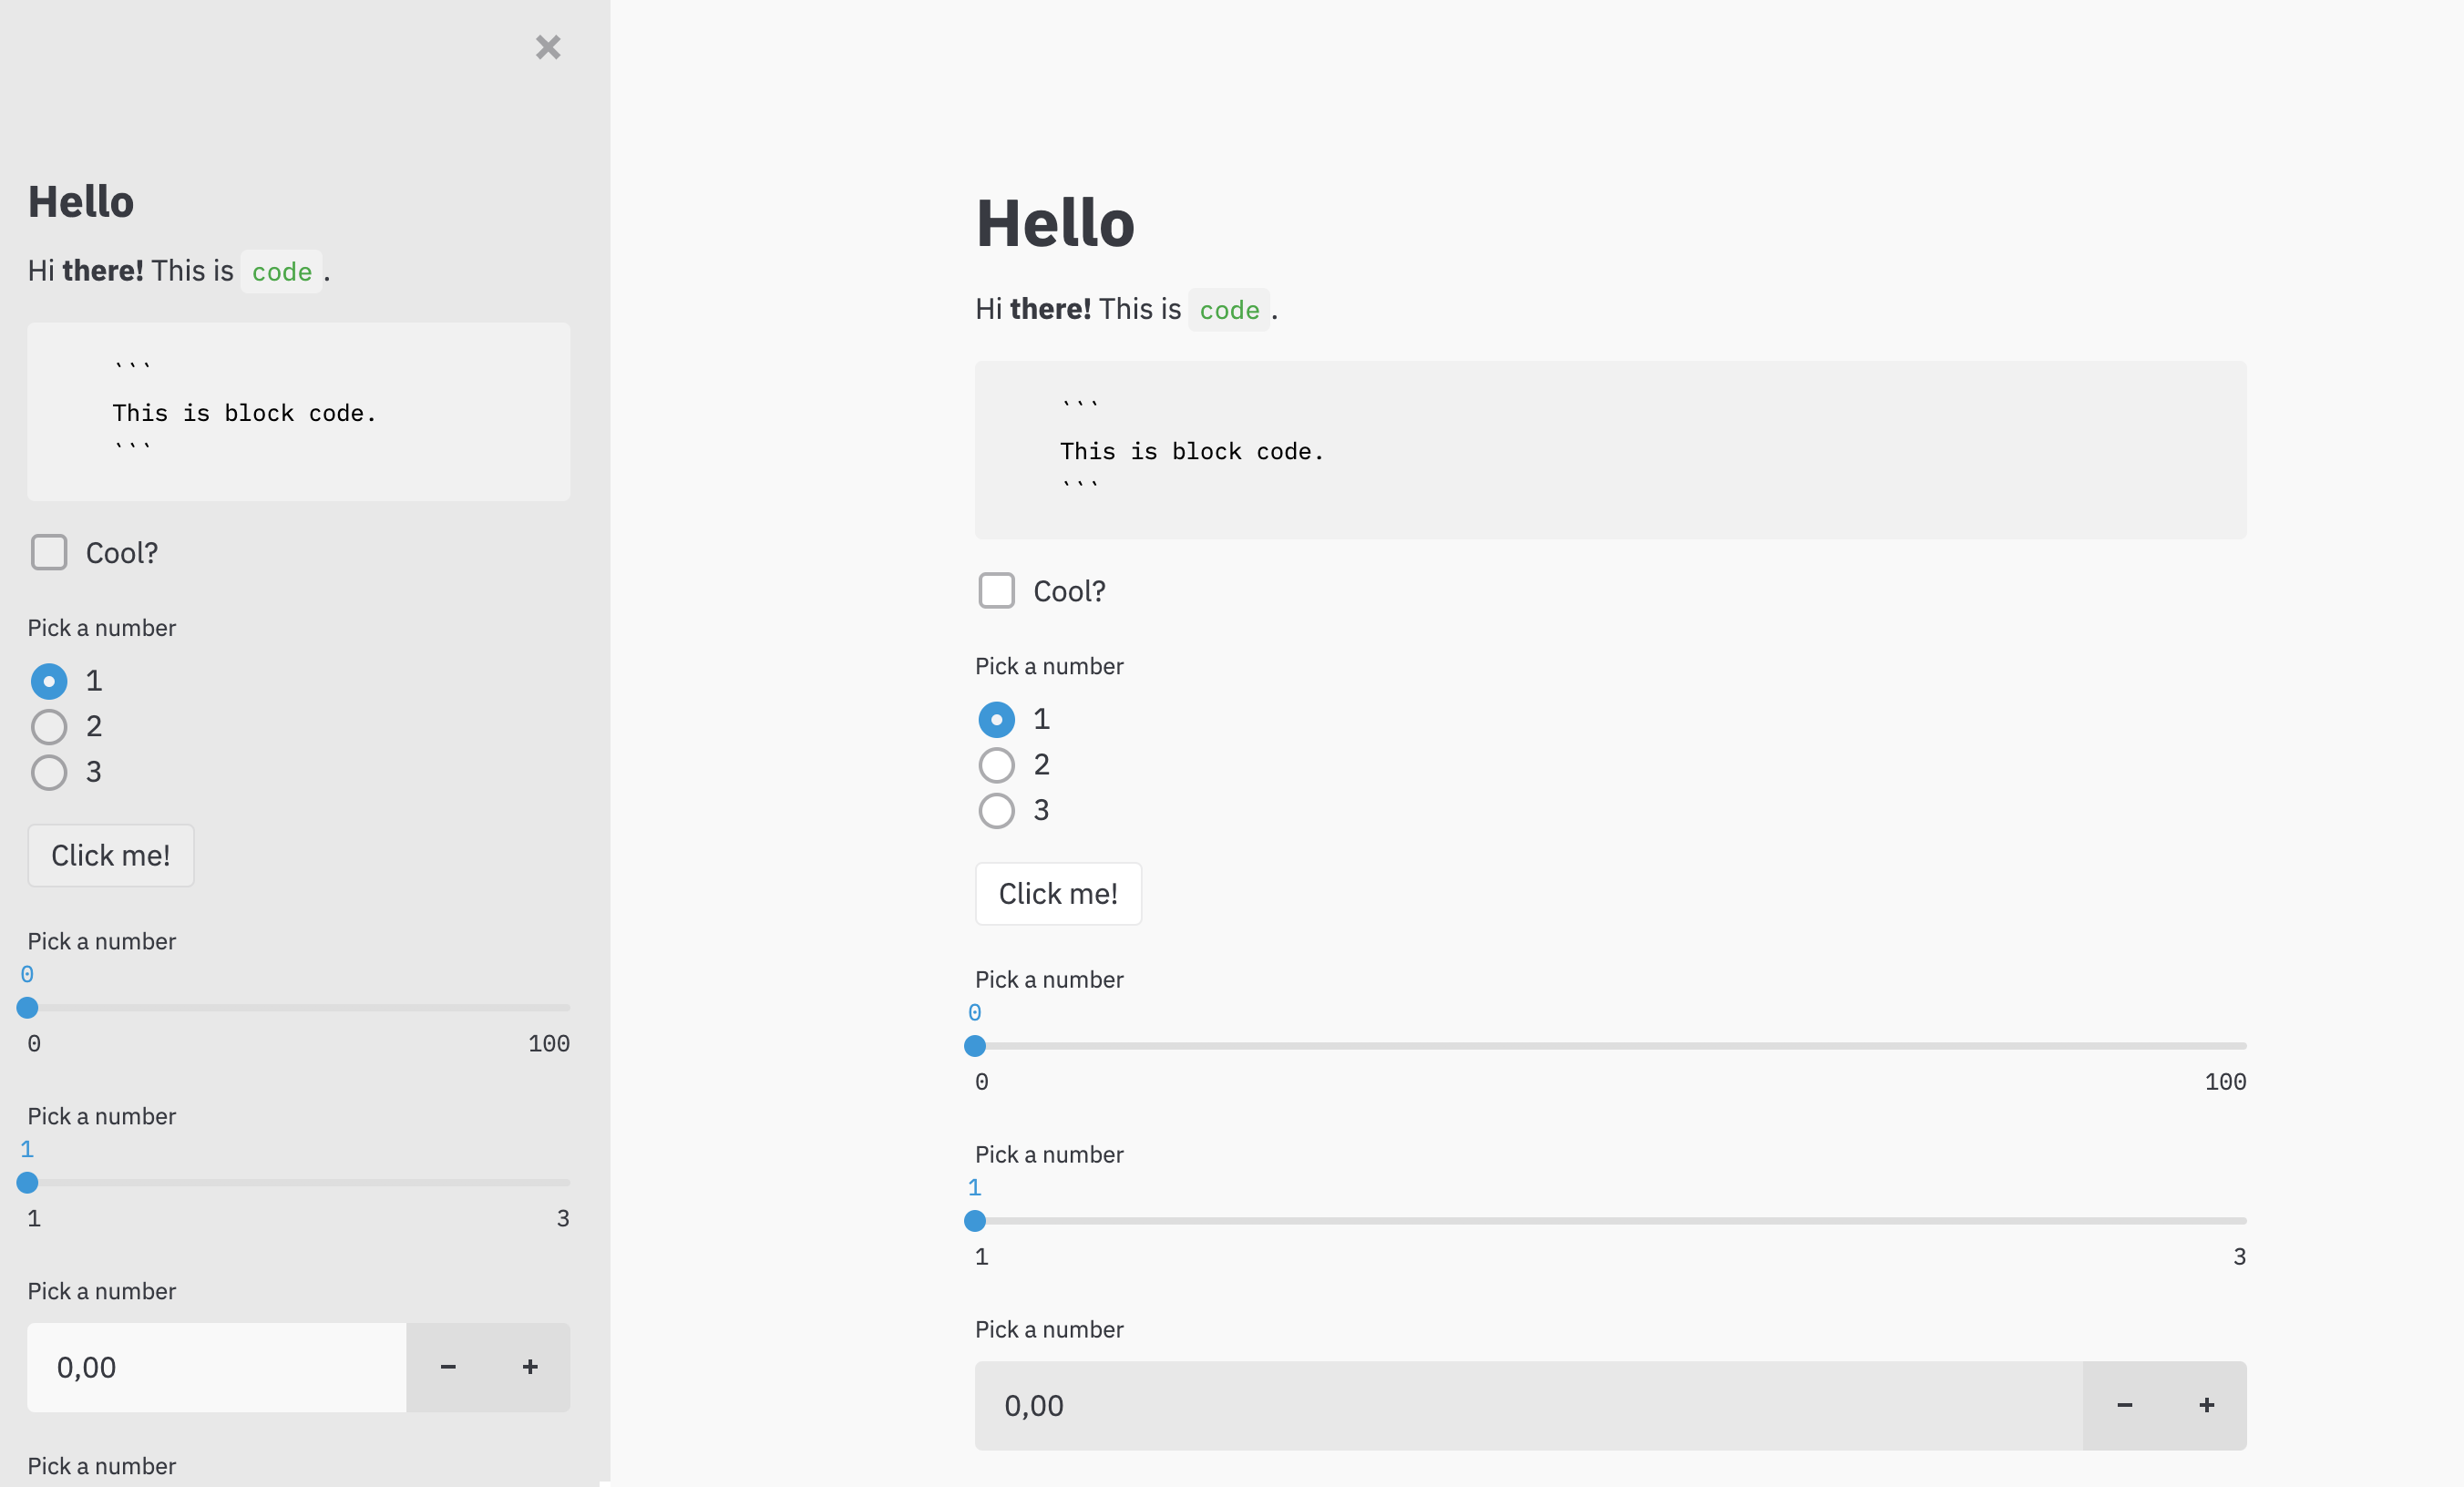 Hello
Hi there! This is code.
```
This is block code.
```
Cool?
Pick a number
1
2
3
Click me!
Pick a number
0
0 100
Pick a number
1
1 3
Pick a number
0,00 − +
Pick a number
Hello
Hi there! This is code.
```
This is block code.
```
Cool?
Pick a number
1
2
3
Click me!
Pick a number
0
0 100
Pick a number
1
1 3
Pick a number
0,00 − +